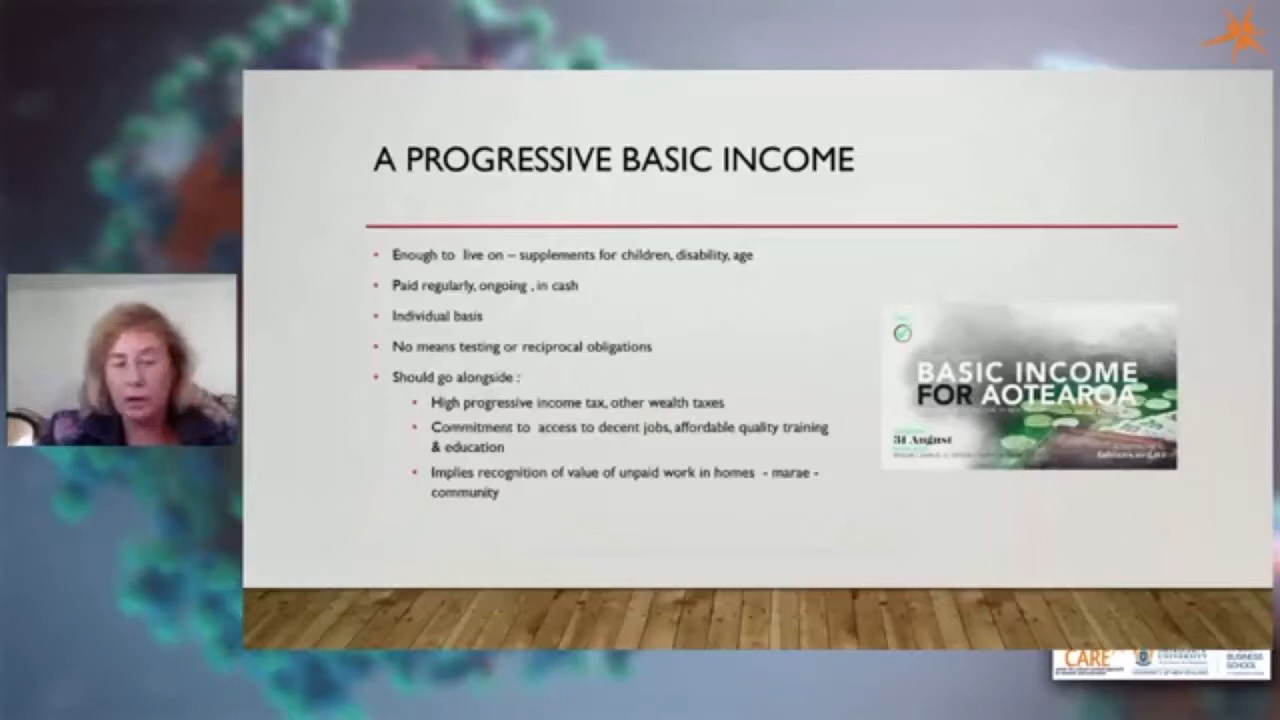 A PROGRESSIVE BASIC INCOME
• Enough to live on – supplements for children, disability, age
• Paid regularly, ongoing , in cash
• Individual basis
• No means testing or reciprocal obligations
• Should go alongside :
• High progressive income tax, other wealth taxes
• Commitment to access to decent jobs, affordable quality training
& education
• Implies recognition of value of unpaid work in homes - marae -
community
BASIC INCOME
FOR AOTEAROA
31 August
CARE
UNIVERSITY
BUSINESS
SCHOOL